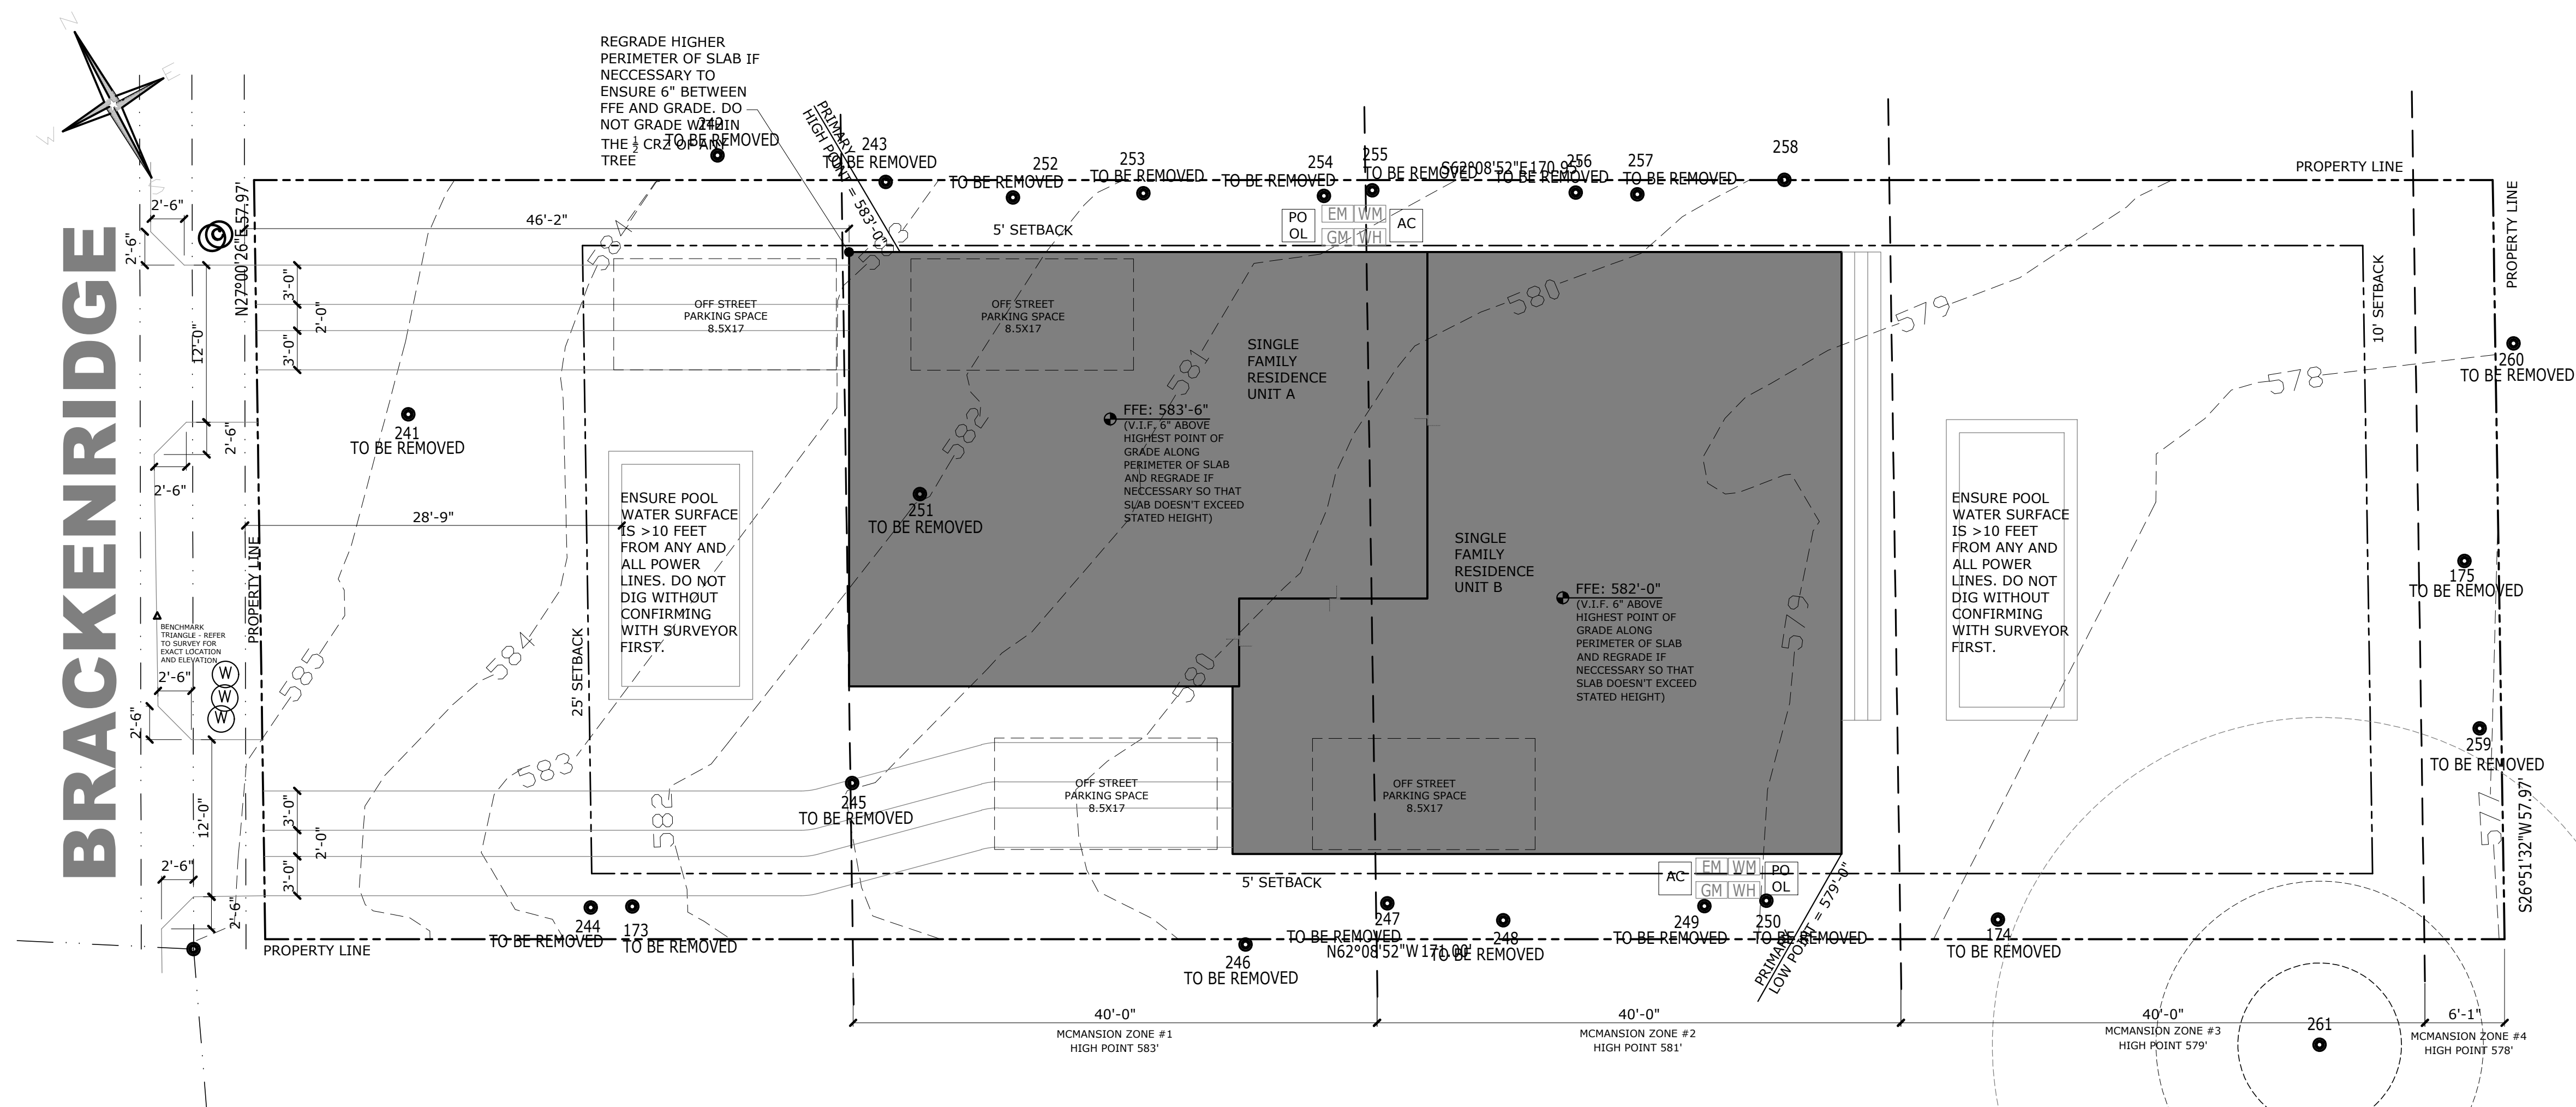 N
E
W
S
BRACKENRIDGE
REGRADE HIGHER
PERIMETER OF SLAB IF
NECCESSARY TO
ENSURE 6" BETWEEN
FFE AND GRADE. DO
NOT GRADE WITHIN
THE 1/2 CRZ OF ANY
TREE
242
TO BE REMOVED
PRIMARY
HIGH POINT = 583'-0"
243
TO BE REMOVED
252
TO BE REMOVED
253
TO BE REMOVED
254
TO BE REMOVED
255
TO BE REMOVED
S62°08'52"E 170.95'
256
TO BE REMOVED
257
TO BE REMOVED
258
PROPERTY LINE
PROPERTY LINE
2'-6"
2'-6"
N27°00'26"E 57.97'
46'-2"
5' SETBACK
PO
OL
EM
WM
GM
WH
AC
584
583
3'-0"
2'-0"
3'-0"
12'-0"
2'-6"
2'-6"
OFF STREET
PARKING SPACE
8.5X17
OFF STREET
PARKING SPACE
8.5X17
581
580
579
578
10' SETBACK
260
TO BE REMOVED
SINGLE
FAMILY
RESIDENCE
UNIT A
241
TO BE REMOVED
582
FFE: 583'-6"
(V.I.F. 6" ABOVE
HIGHEST POINT OF
GRADE ALONG
PERIMETER OF SLAB
AND REGRADE IF
NECCESSARY SO THAT
SLAB DOESN'T EXCEED
STATED HEIGHT)
251
TO BE REMOVED
28'-9"
ENSURE POOL
WATER SURFACE
IS >10 FEET
FROM ANY AND
ALL POWER
LINES. DO NOT
DIG WITHOUT
CONFIRMING
WITH SURVEYOR
FIRST.
ENSURE POOL
WATER SURFACE
IS >10 FEET
FROM ANY AND
ALL POWER
LINES. DO NOT
DIG WITHOUT
CONFIRMING
WITH SURVEYOR
FIRST.
PROPERTY LINE
SINGLE
FAMILY
RESIDENCE
UNIT B
FFE: 582'-0"
(V.I.F. 6" ABOVE
HIGHEST POINT OF
GRADE ALONG
PERIMETER OF SLAB
AND REGRADE IF
NECCESSARY SO THAT
SLAB DOESN'T EXCEED
STATED HEIGHT)
175
TO BE REMOVED
BENCHMARK
TRIANGLE - REFER
TO SURVEY FOR
EXACT LOCATION
AND ELEVATION
W
W
W
2'-6"
2'-6"
585
584
25' SETBACK
580
579
259
TO BE REMOVED
583
582
577
S26°51'32"W 57.97'
245
TO BE REMOVED
OFF STREET
PARKING SPACE
8.5X17
OFF STREET
PARKING SPACE
8.5X17
3'-0"
2'-0"
3'-0"
12'-0"
2'-6"
2'-6"
5' SETBACK
AC
EM
WM
GM
WH
PO
OL
PRIMARY
LOW POINT = 579'-0"
244
TO BE REMOVED
173
TO BE REMOVED
246
TO BE REMOVED
247
TO BE REMOVED
248
TO BE REMOVED
N62°08'52"W 171.00'
249
TO BE REMOVED
250
TO BE REMOVED
174
TO BE REMOVED
PROPERTY LINE
40'-0"
MCMANSION ZONE #1
HIGH POINT 583'
40'-0"
MCMANSION ZONE #2
HIGH POINT 581'
40'-0"
MCMANSION ZONE #3
HIGH POINT 579'
6'-1"
MCMANSION ZONE #4
HIGH POINT 578'
261